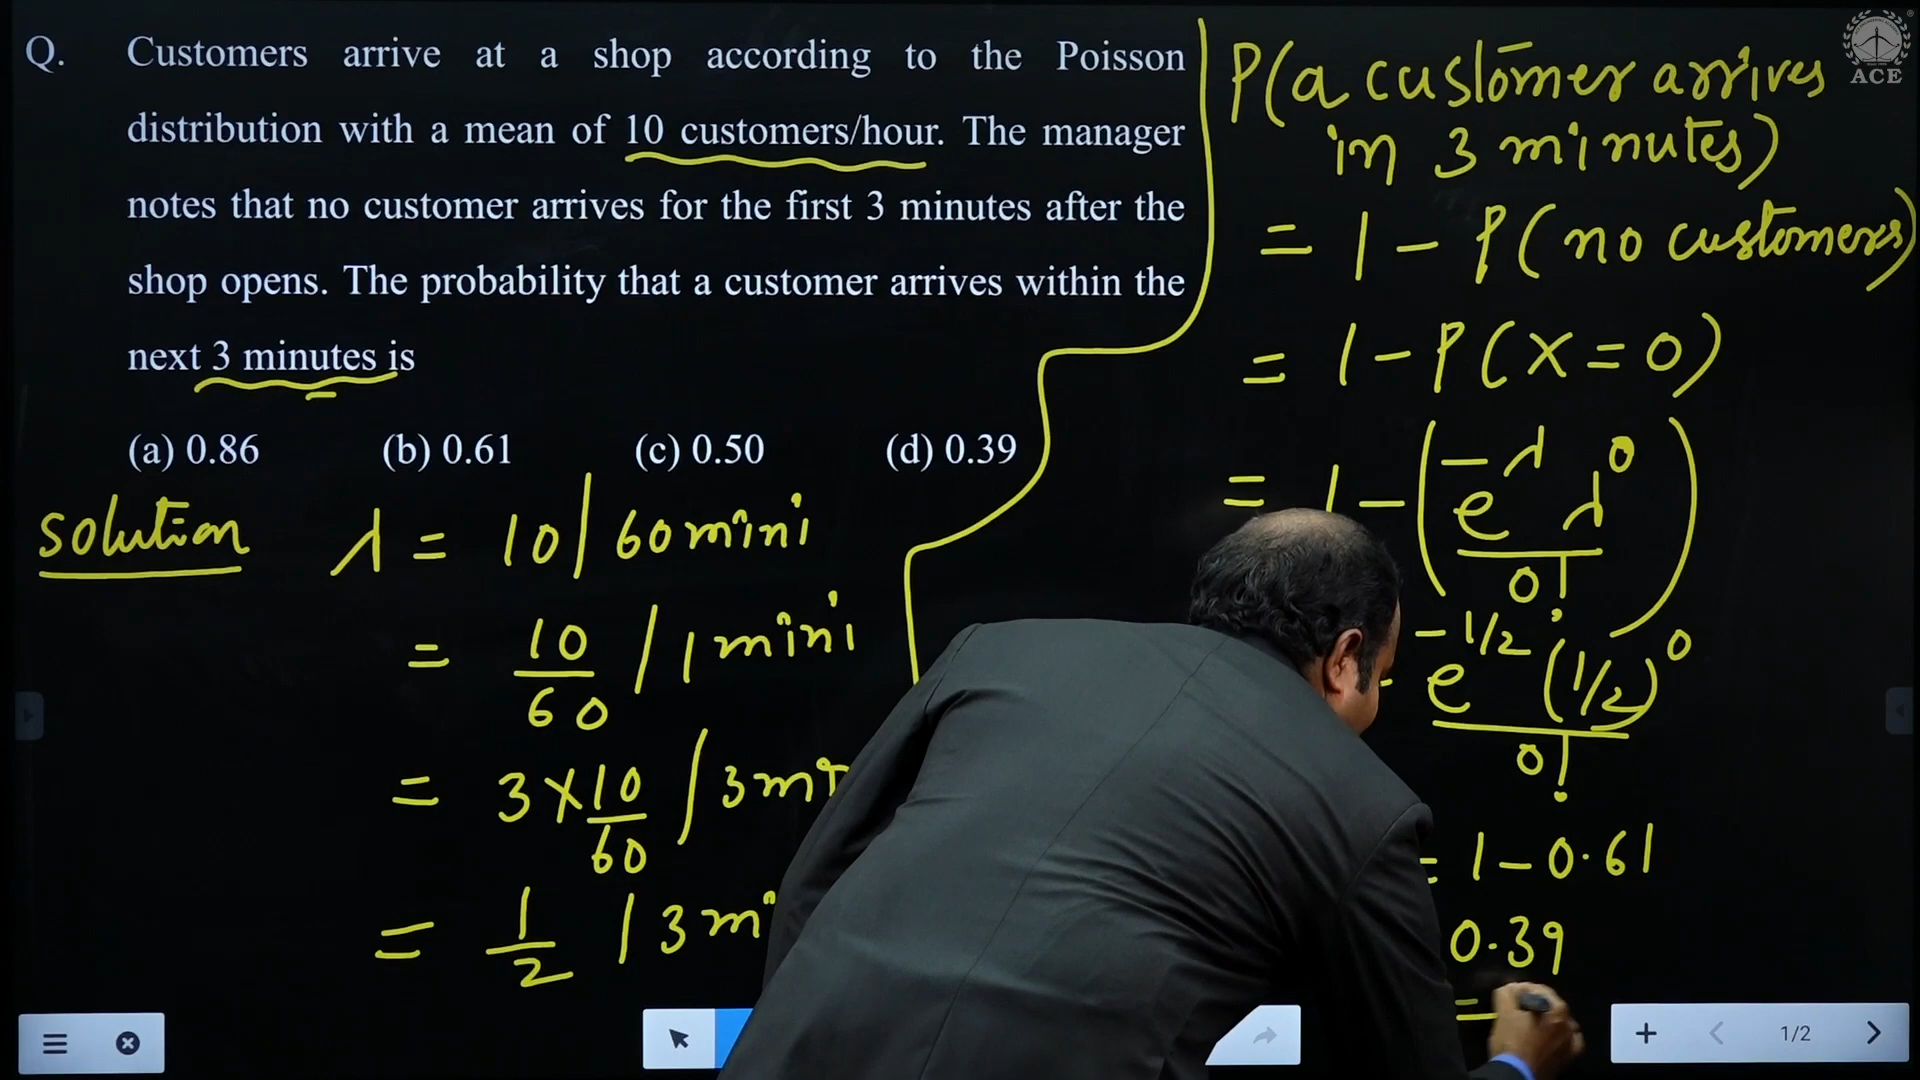 Q. Customers arrive at a shop according to the Poisson
distribution with a mean of 10 customers/hour. The manager
notes that no customer arrives for the first 3 minutes after the
shop opens. The probability that a customer arrives within the
next 3 minutes is
(a) 0.86 (b) 0.61 (c) 0.50 (d) 0.39
solution λ = 10 / 60 mini
= 10/60 / 1 mini
= 3 × 10/60 / 3
= 1/2 / 3
P(a customer arrives
in 3 minutes)
= 1 - P(no customers)
= 1 - P(X = 0)
= 1 - (e^-λ λ^0 / 0!)
e^-1/2 (1/2)^0 / 0!
= 1 - 0.61
0.39
ACE
1/2